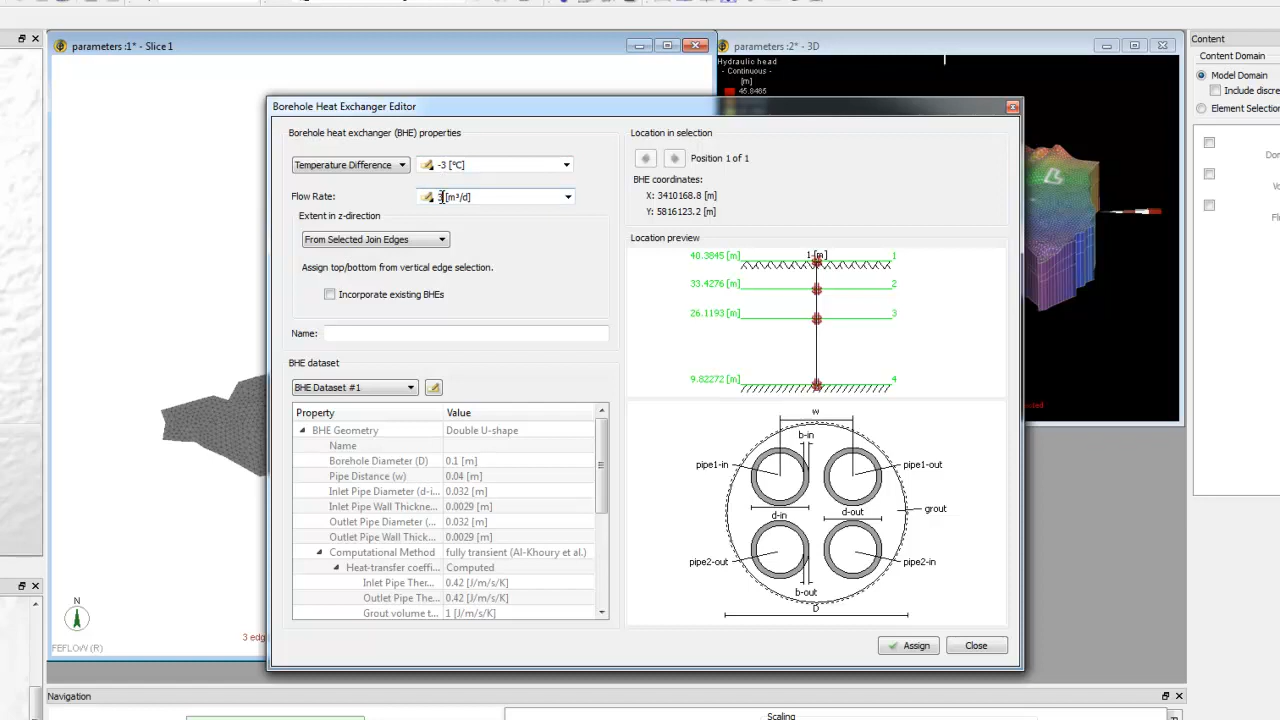 parameters :1* - Slice 1
parameters :2* - 3D
Content
Content Domain
Model Domain
Include discre
Element Selection
Hydraulic head
- Continuous -
[m]
45.8485
Borehole Heat Exchanger Editor
Borehole heat exchanger (BHE) properties
Temperature Difference
-3 [°C]
Flow Rate:
3 [m³/d]
Extent in z-direction
From Selected Join Edges
Assign top/bottom from vertical edge selection.
Incorporate existing BHEs
Name:
BHE dataset
BHE Dataset #1
Property Value
BHE Geometry Double U-shape
Name
Borehole Diameter (D) 0.1 [m]
Pipe Distance (w) 0.04 [m]
Inlet Pipe Diameter (d-i... 0.032 [m]
Inlet Pipe Wall Thickne... 0.0029 [m]
Outlet Pipe Diameter (... 0.032 [m]
Outlet Pipe Wall Thick... 0.0029 [m]
Computational Method fully transient (Al-Khoury et al.)
Heat-transfer coeffi... Computed
Inlet Pipe Ther... 0.42 [J/m/s/K]
Outlet Pipe The... 0.42 [J/m/s/K]
Grout volume t... 1 [J/m/s/K]
Location in selection
Position 1 of 1
BHE coordinates:
X: 3410168.8 [m]
Y: 5816123.2 [m]
Location preview
1-[m]
40.3845 [m] 1
33.4276 [m] 2
26.1193 [m] 3
9.82272 [m] 4
w
b-in
pipe1-in pipe1-out
d-in d-out
grout
pipe2-out pipe2-in
b-out
D
Assign
Close
N
FEFLOW (R)
3 edg
Navigation
Scaling